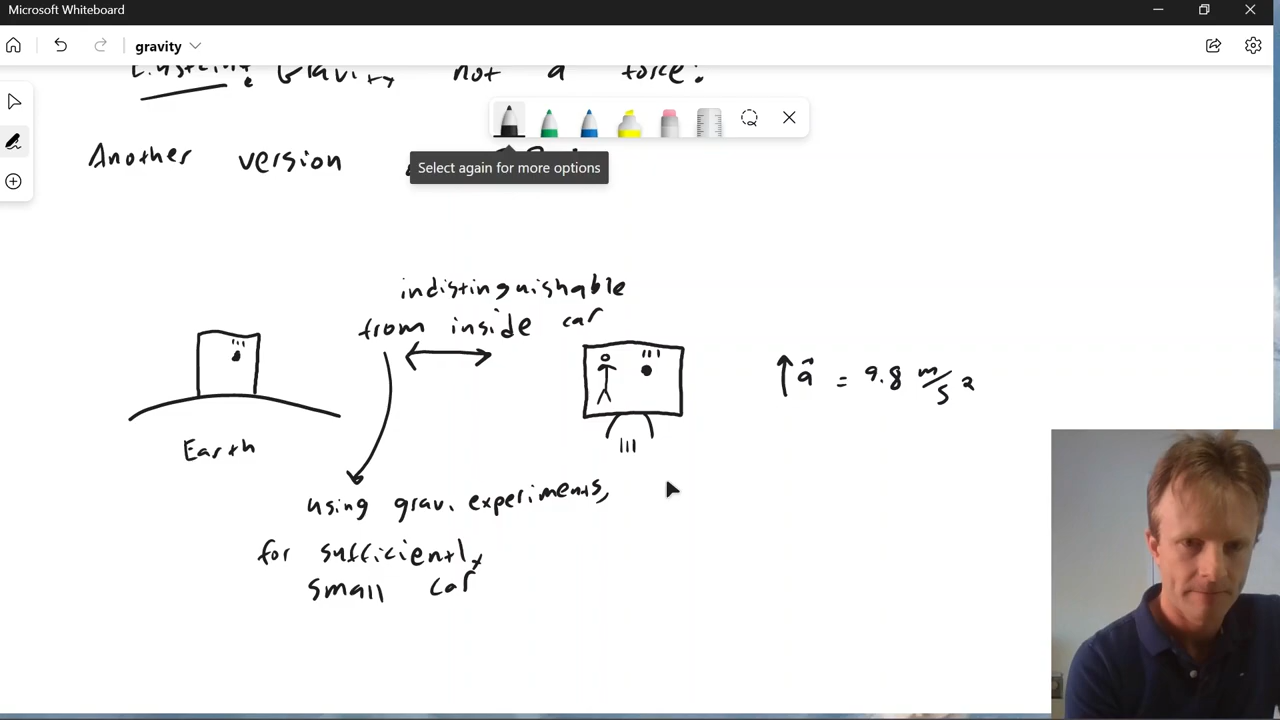 Microsoft Whiteboard
gravity
Gravity not a force!
Another version
Select again for more options
indistinguishable
from inside car
↑a⃗ = 9.8 m/s2
Earth
using grav. experiments,
for sufficiently
small car